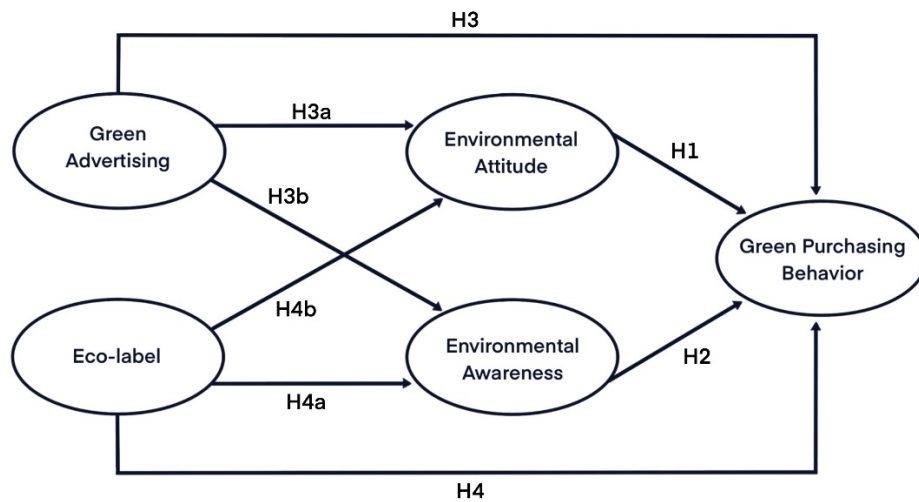 H3
Green
Advertising
H3a
Environmental
Attitude
H1
H3b
Green Purchasing
Behavior
H4b
Eco-label
Environmental
Awareness
H2
H4a
H4